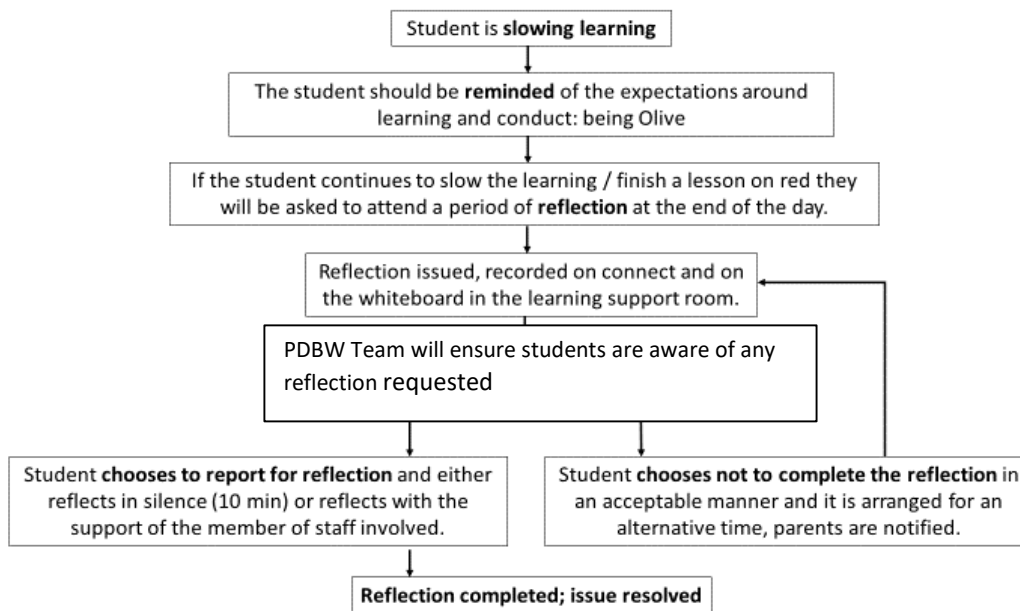 Student is slowing learning
The student should be reminded of the expectations around
learning and conduct: being Olive
If the student continues to slow the learning / finish a lesson on red they
will be asked to attend a period of reflection at the end of the day.
Reflection issued, recorded on connect and on
the whiteboard in the learning support room.
PDBW Team will ensure students are aware of any
reflection requested
Student chooses to report for reflection and either
reflects in silence (10 min) or reflects with the
support of the member of staff involved.
Student chooses not to complete the reflection in
an acceptable manner and it is arranged for an
alternative time, parents are notified.
Reflection completed; issue resolved